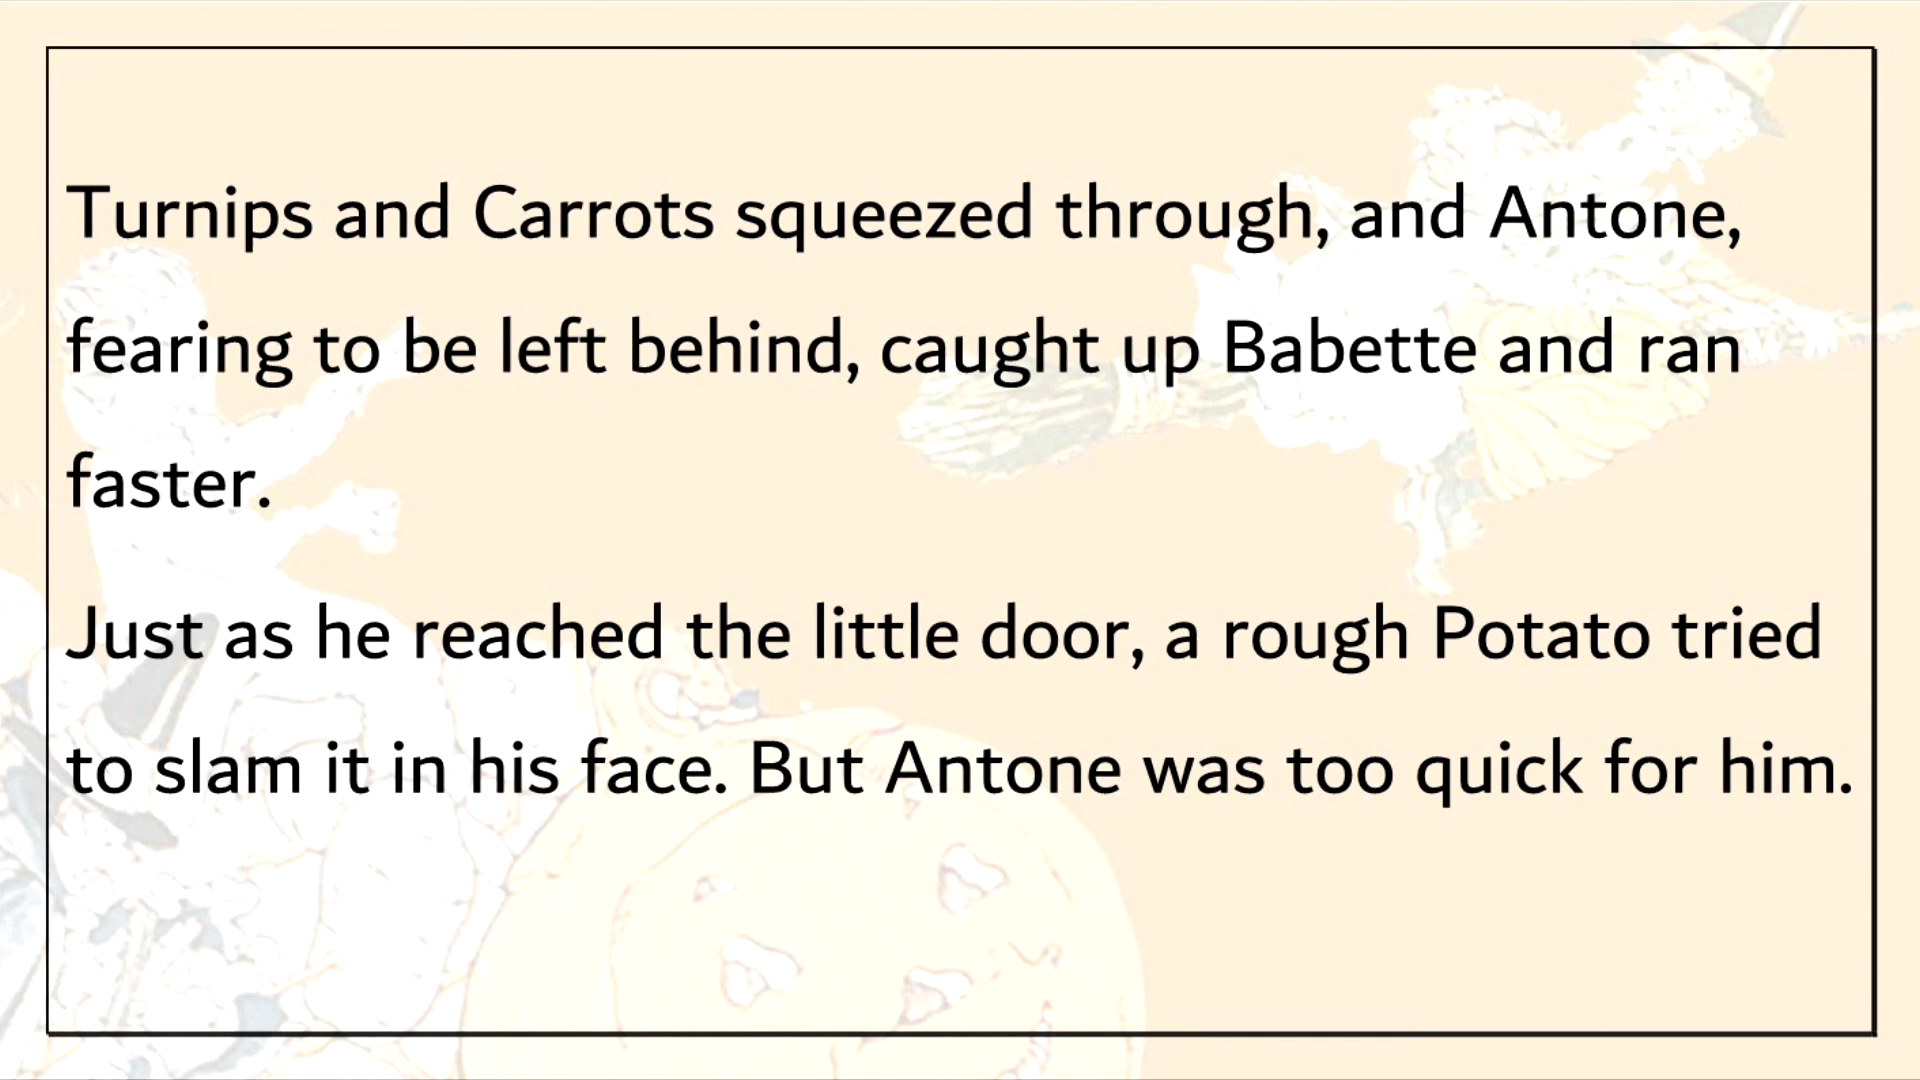 Turnips and Carrots squeezed through, and Antone,
fearing to be left behind, caught up Babette and ran
faster.
Just as he reached the little door, a rough Potato tried
to slam it in his face. But Antone was too quick for him.